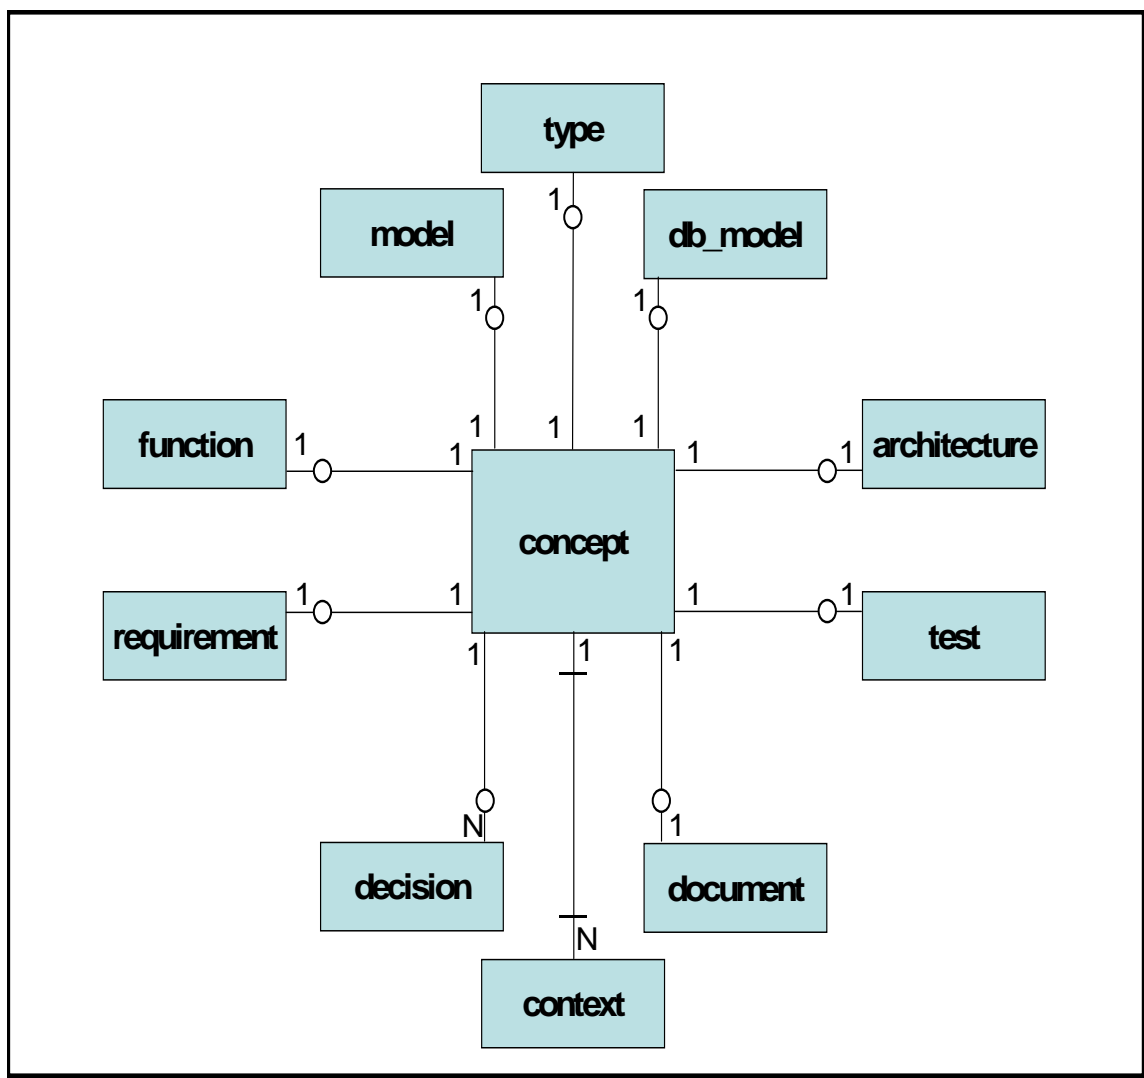 type
1
model
db_model
1
1
1
1
1
function
1
1
1
1
architecture
concept
requirement
1
1
1
1
test
1
1
1
N
1
decision
document
N
context